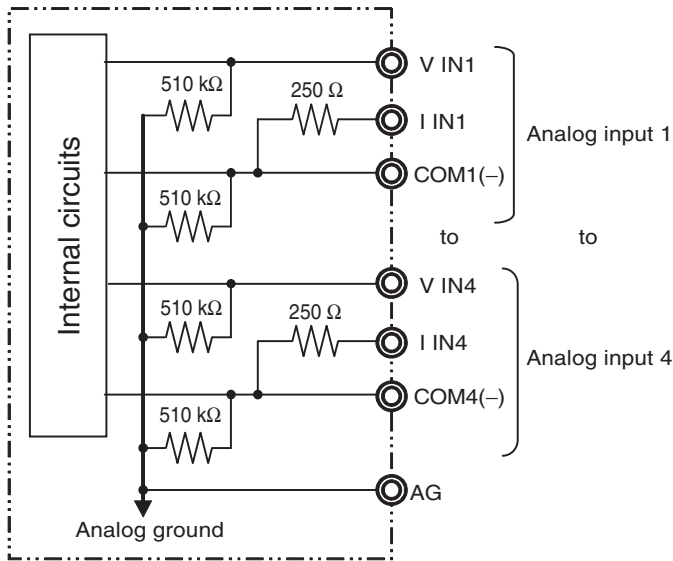 V IN1
510 kΩ
250 Ω
I IN1
Analog input 1
COM1(−)
510 kΩ
Internal circuits
to
to
V IN4
510 kΩ
250 Ω
I IN4
Analog input 4
COM4(−)
510 kΩ
AG
Analog ground